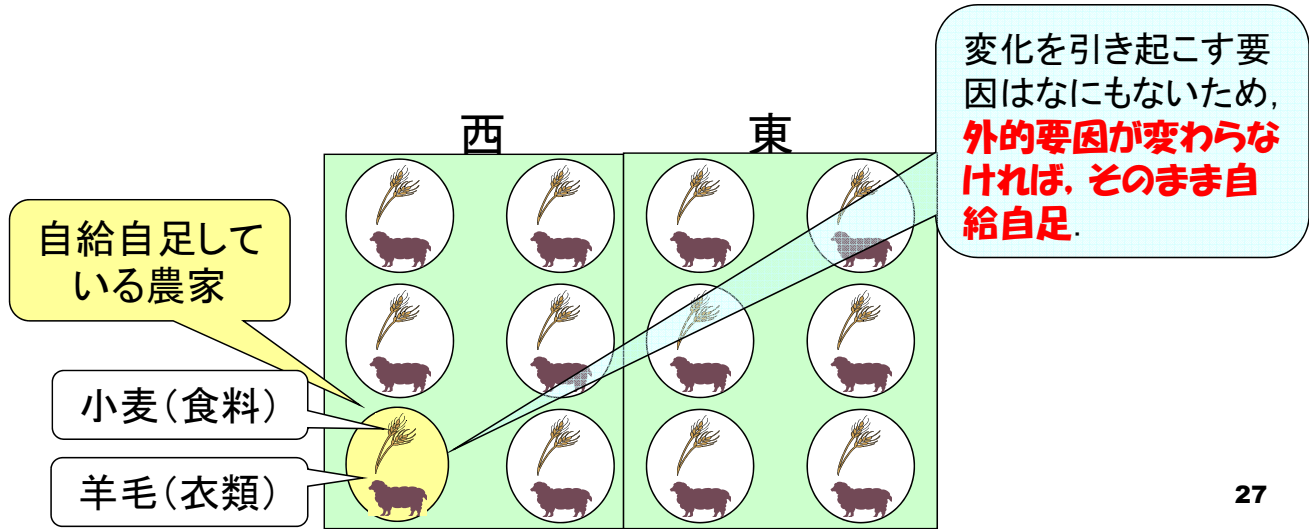 西
東
変化を引き起こす要
因はなにもないため,
外的要因が変わらな
ければ, そのまま自
給自足.
自給自足して
いる農家
小麦(食料)
羊毛(衣類)
27